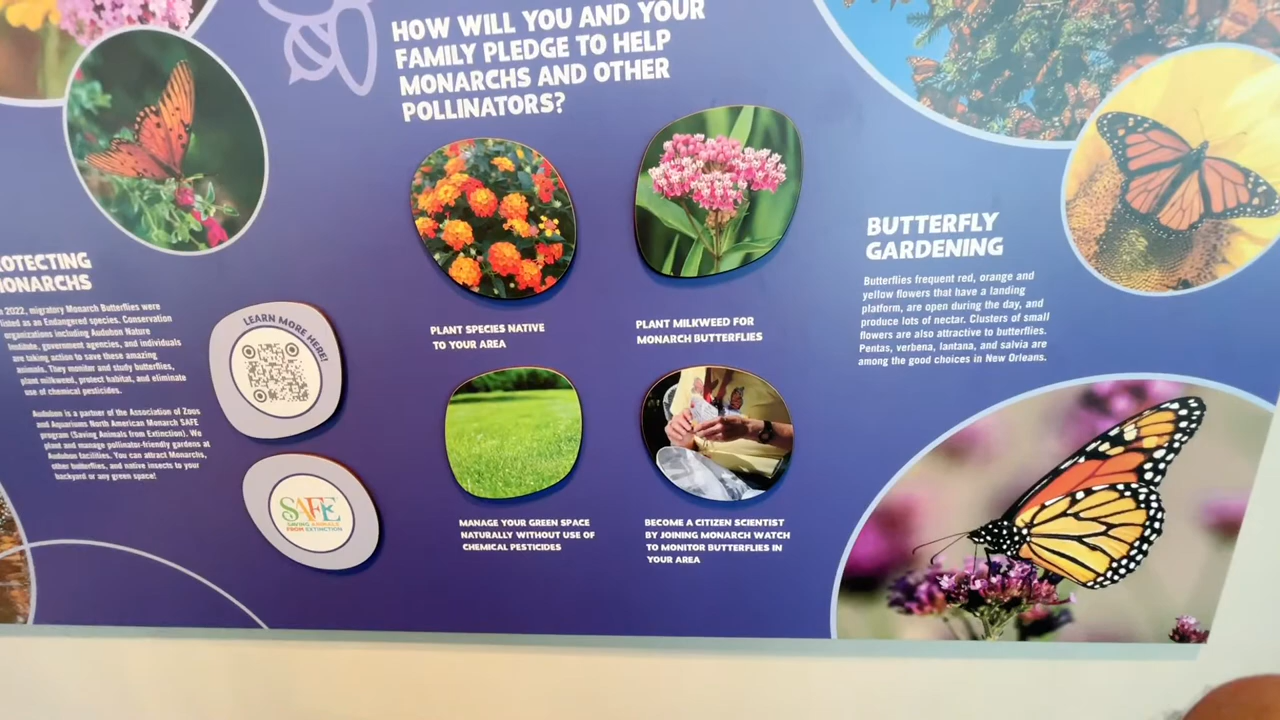 HOW WILL YOU AND YOUR
FAMILY PLEDGE TO HELP
MONARCHS AND OTHER
POLLINATORS?
PLANT SPECIES NATIVE
TO YOUR AREA
PLANT MILKWEED FOR
MONARCH BUTTERFLIES
MANAGE YOUR GREEN SPACE
NATURALLY WITHOUT USE OF
CHEMICAL PESTICIDES
BECOME A CITIZEN SCIENTIST
BY JOINING MONARCH WATCH
TO MONITOR BUTTERFLIES IN
YOUR AREA
OTECTING
ONARCHS
2022, migratory Monarch Butterflies were
listed as an Endangered species. Conservation
organizations including Audubon Nature
Institute, government agencies, and individuals
are taking action to save these amazing
animals. They monitor and study butterflies,
plant milkweed, protect habitat, and eliminate
use of chemical pesticides.
Audubon is a partner of the Association of Zoos
and Aquariums North American Monarch SAFE
program (Saving Animals from Extinction). We
plant and manage pollinator-friendly gardens at
Audubon facilities. You can attract Monarchs,
other butterflies, and native insects to your
backyard or any green space!
LEARN MORE HERE!
SAFE
SAVING ANIMALS
FROM EXTINCTION
BUTTERFLY
GARDENING
Butterflies frequent red, orange and
yellow flowers that have a landing
platform, are open during the day, and
produce lots of nectar. Clusters of small
flowers are also attractive to butterflies.
Pentas, verbena, lantana, and salvia are
among the good choices in New Orleans.